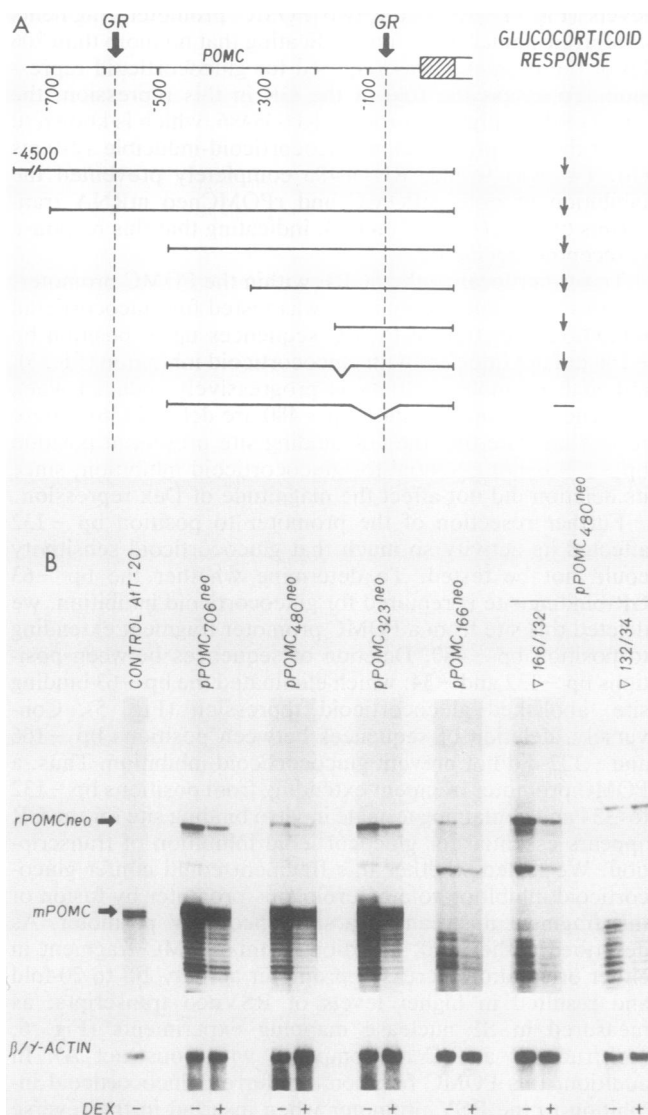 A
GR
GR
POMC
GLUCOCORTICOID
RESPONSE
-700
500
300
100
-4500
B
CONTROL AtT-20
pPOMC706neo
pPOMC480neo
pPOMC323neo
pPOMC166neo
∇ 166/132
∇ 132/34
pPOMC480neo
rPOMCneo
mPOMC
β/γ-ACTIN
DEX - + - + - + - + - + - +